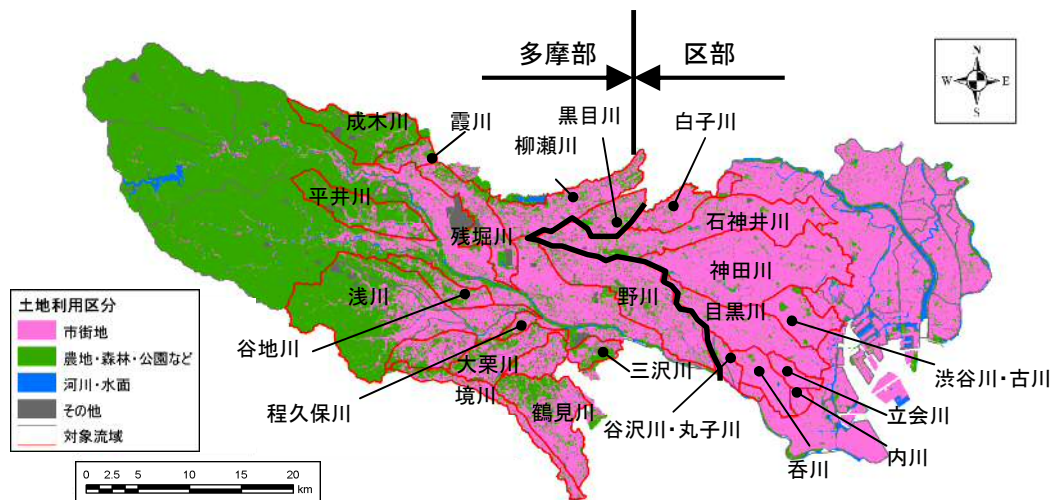 多摩部
区部
N
W
E
S
成木川
霞川
柳瀬川
黒目川
白子川
平井川
残堀川
石神井川
神田川
浅川
野川
目黒川
谷地川
程久保川
大栗川
境川
鶴見川
三沢川
谷沢川・丸子川
呑川
内川
立会川
渋谷川・古川
土地利用区分
市街地
農地・森林・公園など
河川・水面
その他
対象流域
0 2.5 5 10 15 20
km